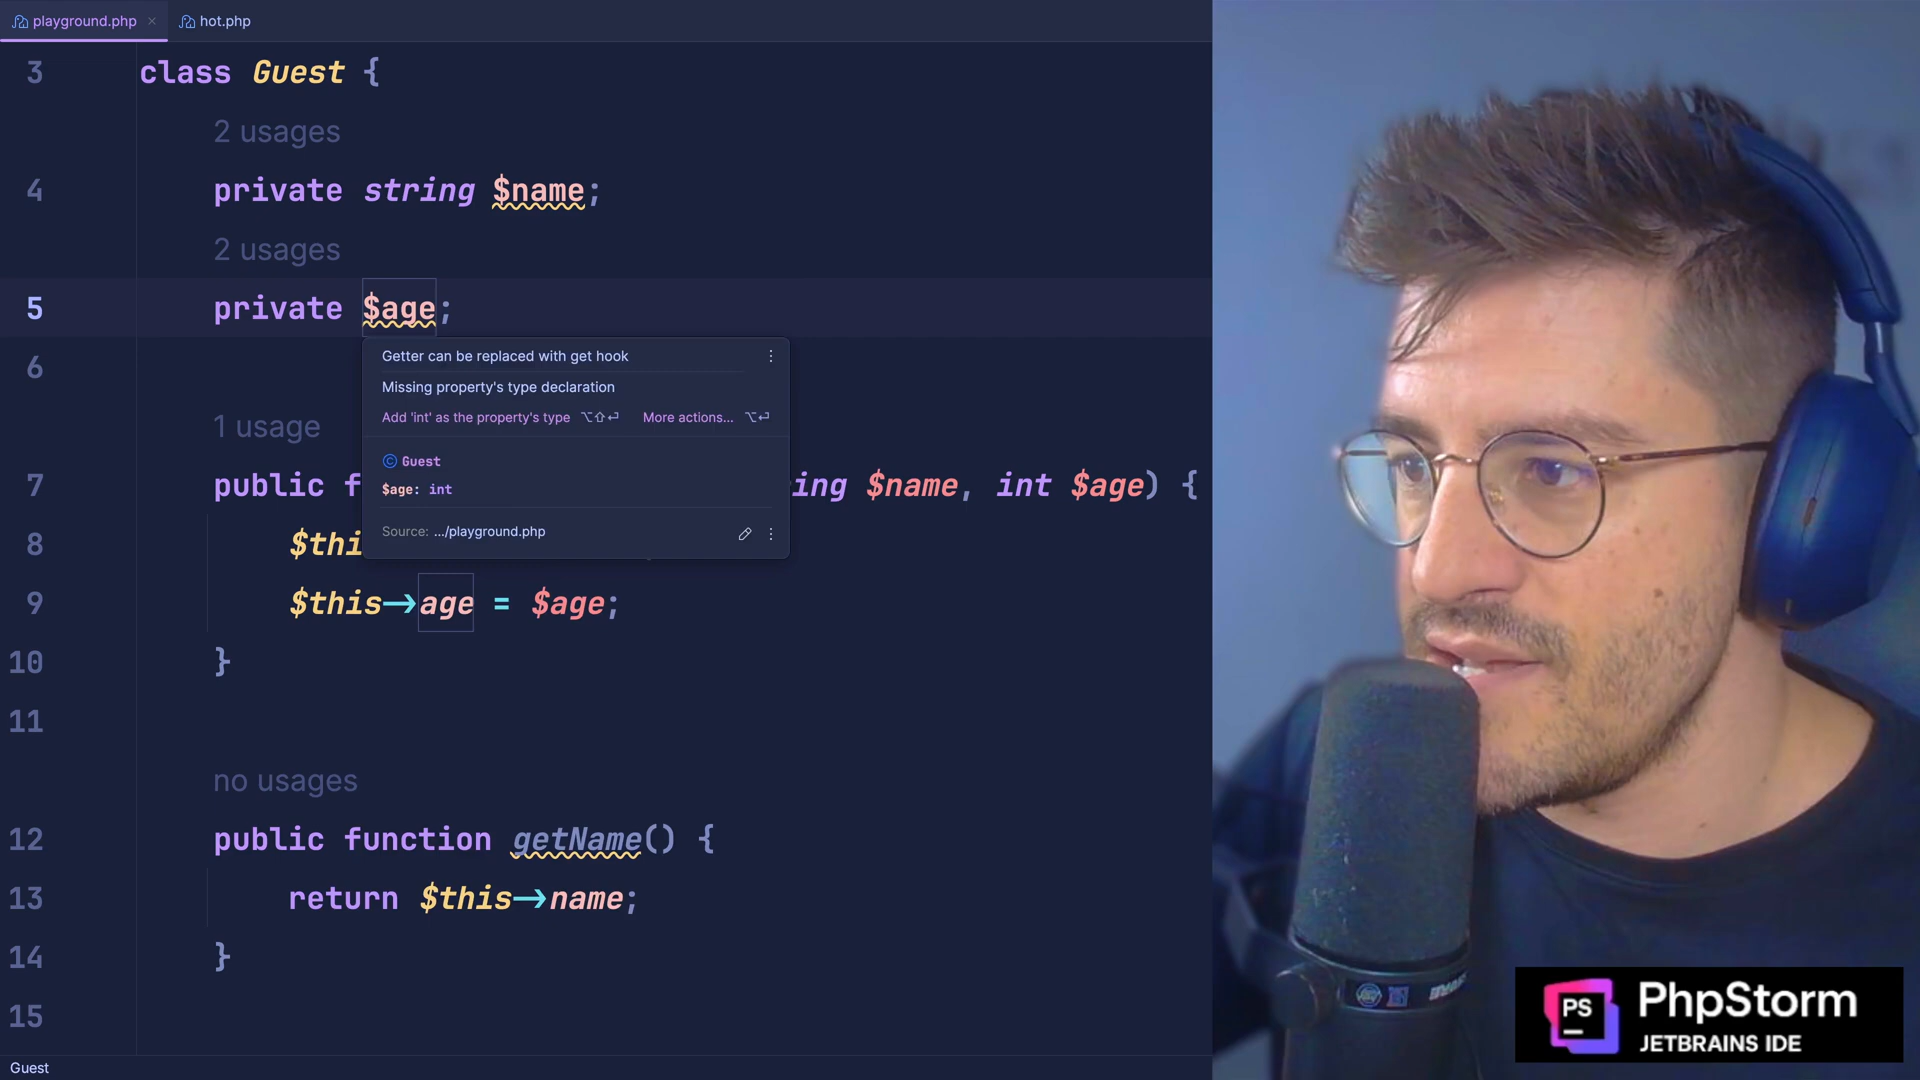 playground.php hot.php
3 class Guest {
2 usages
4 private string $name;
2 usages
5 private $age;
6
Getter can be replaced with get hook
Missing property's type declaration
Add 'int' as the property's type ⌥⇧⏎ More actions... ⌥⏎
1 usage
© Guest
$age: int
7 public f ing $name, int $age) {
Source: .../playground.php
8 $thi
9 $this→age = $age;
10 }
11
no usages
12 public function getName() {
13 return $this→name;
14 }
15
Guest
PS
PhpStorm
JETBRAINS IDE